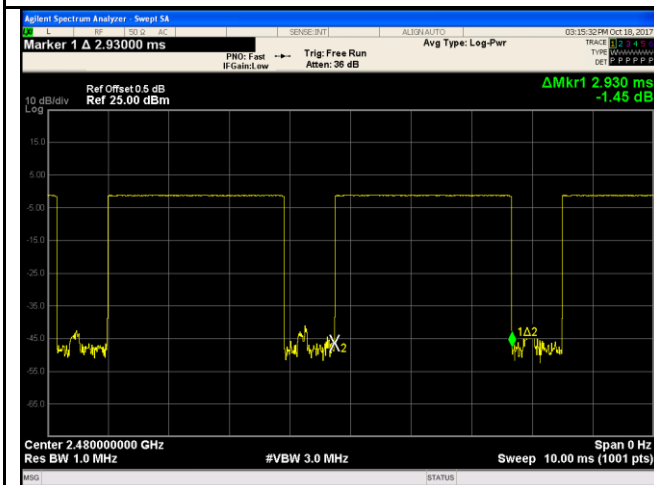 Agilent Spectrum Analyzer - Swept SA
L RF 50 Ω AC SENSE:INT ALIGN AUTO 03:15:32 PM Oct 18, 2017
Marker 1 Δ 2.93000 ms
PNO: Fast
IFGain:Low
Trig: Free Run
Atten: 36 dB
Avg Type: Log-Pwr
TRACE 1 2 3 4 5 6
TYPE
DET P P P P P P
ΔMkr1 2.930 ms
-1.45 dB
Ref Offset 0.5 dB
10 dB/div Ref 25.00 dBm
Log
15.0
5.00
-5.00
-15.0
-25.0
-35.0
-45.0
-55.0
-65.0
X2
1Δ2
Center 2.480000000 GHz Span 0 Hz
Res BW 1.0 MHz #VBW 3.0 MHz Sweep 10.00 ms (1001 pts)
MSG STATUS